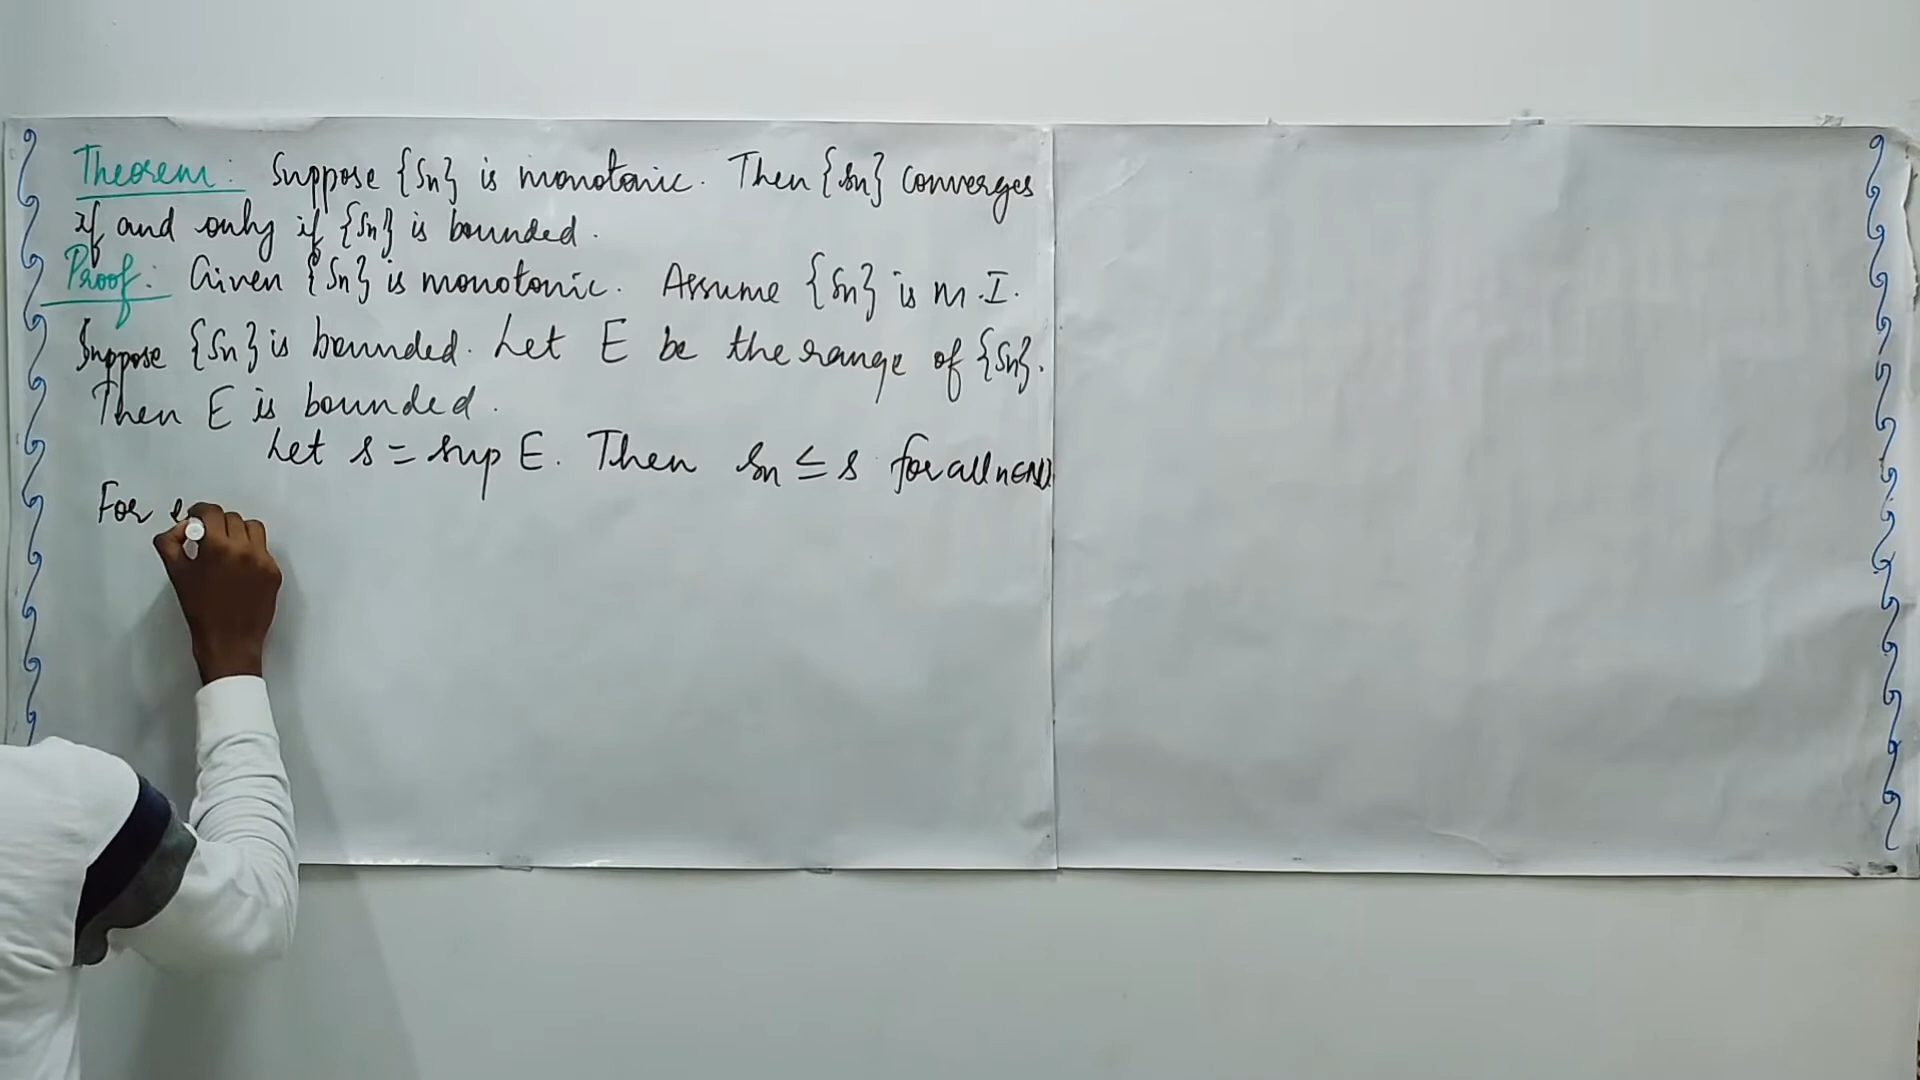 Theorem: Suppose {Sn} is monotonic. Then {Sn} converges
if and only if {Sn} is bounded.
Proof: Given {Sn} is monotonic. Assume {Sn} is M.I.
Suppose {Sn} is bounded. Let E be the range of {Sn}.
Then E is bounded.
Let s = sup E. Then sn ≤ s for all n∈N.
For